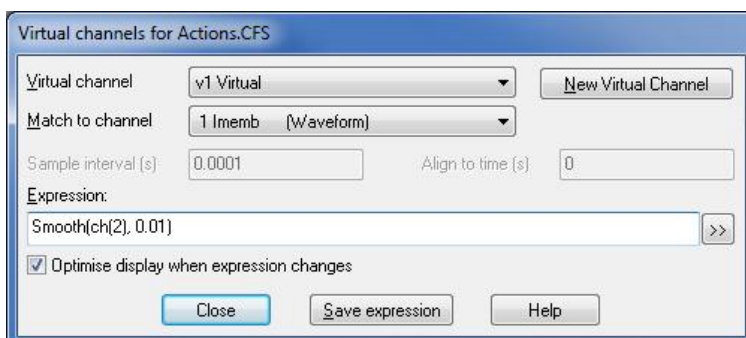 Virtual channels for Actions.CFS
Virtual channel v1 Virtual New Virtual Channel
Match to channel 1 Imemb (Waveform)
Sample interval (s) 0.0001 Align to time (s) 0
Expression:
Smooth(ch(2), 0.01) >>
Optimise display when expression changes
Close Save expression Help